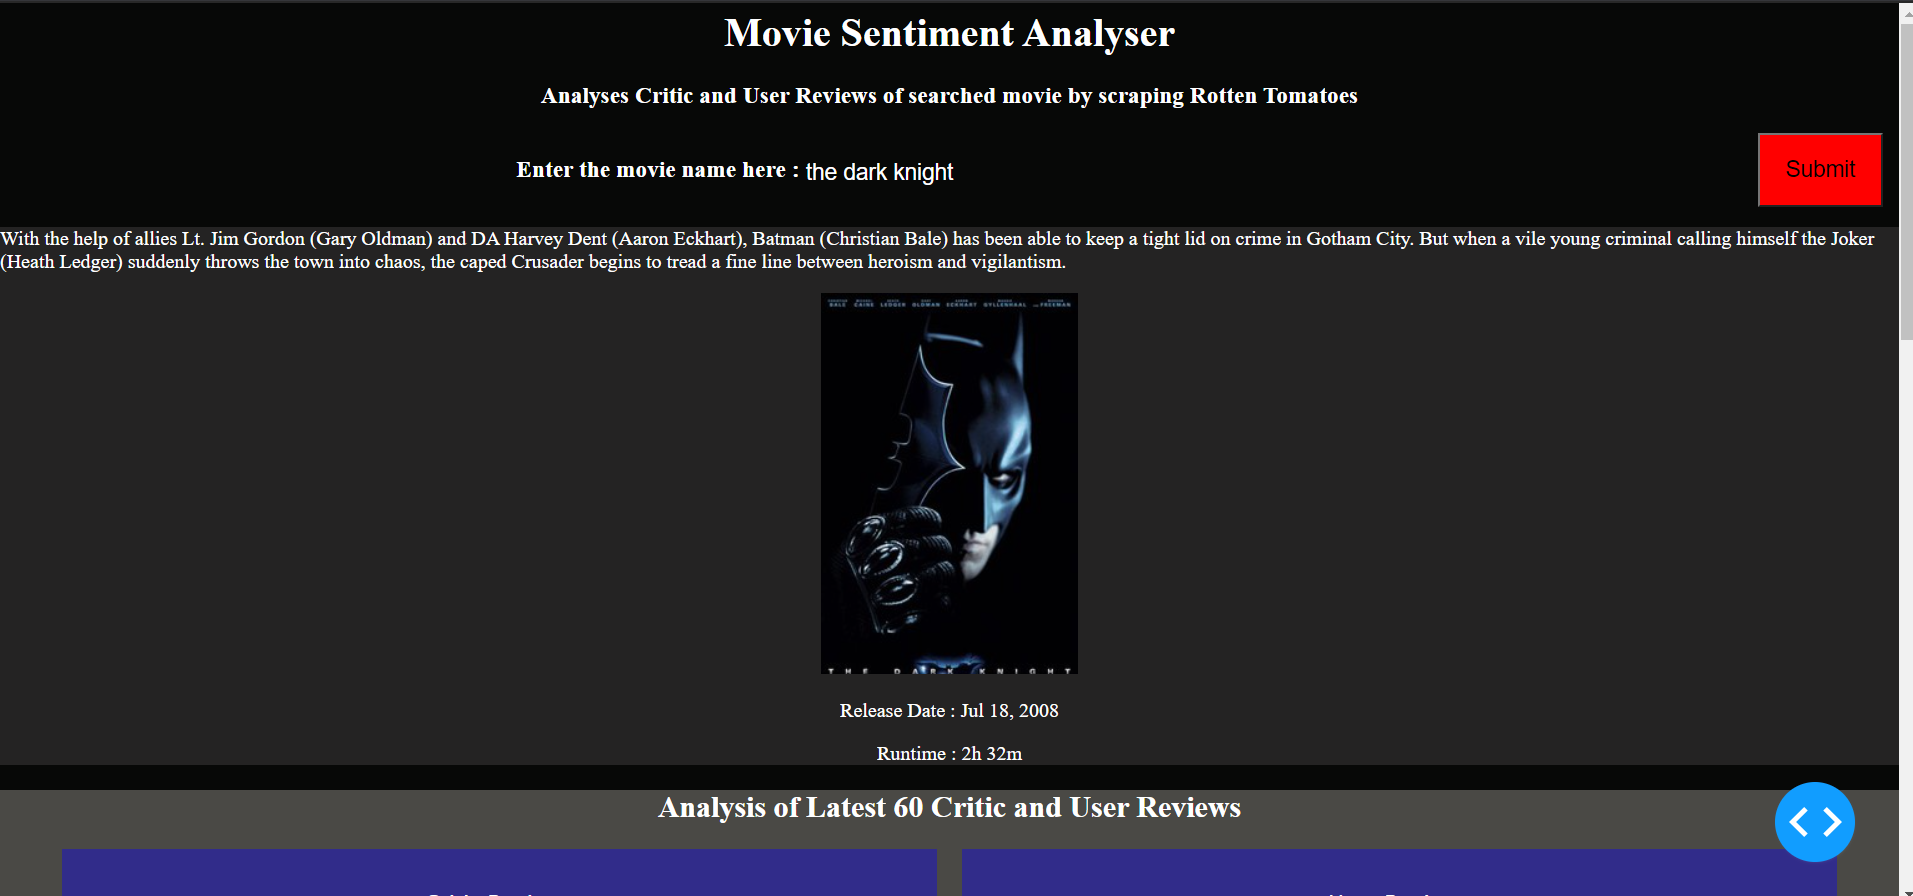 Movie Sentiment Analyser
Analyses Critic and User Reviews of searched movie by scraping Rotten Tomatoes
Enter the movie name here : the dark knight
Submit
With the help of allies Lt. Jim Gordon (Gary Oldman) and DA Harvey Dent (Aaron Eckhart), Batman (Christian Bale) has been able to keep a tight lid on crime in Gotham City. But when a vile young criminal calling himself the Joker
(Heath Ledger) suddenly throws the town into chaos, the caped Crusader begins to tread a fine line between heroism and vigilantism.
BALE CAINE LEDGER OLDMAN ECKHART GYLLENHAAL FREEMAN
THE DARK KNIGHT
Release Date : Jul 18, 2008
Runtime : 2h 32m
Analysis of Latest 60 Critic and User Reviews